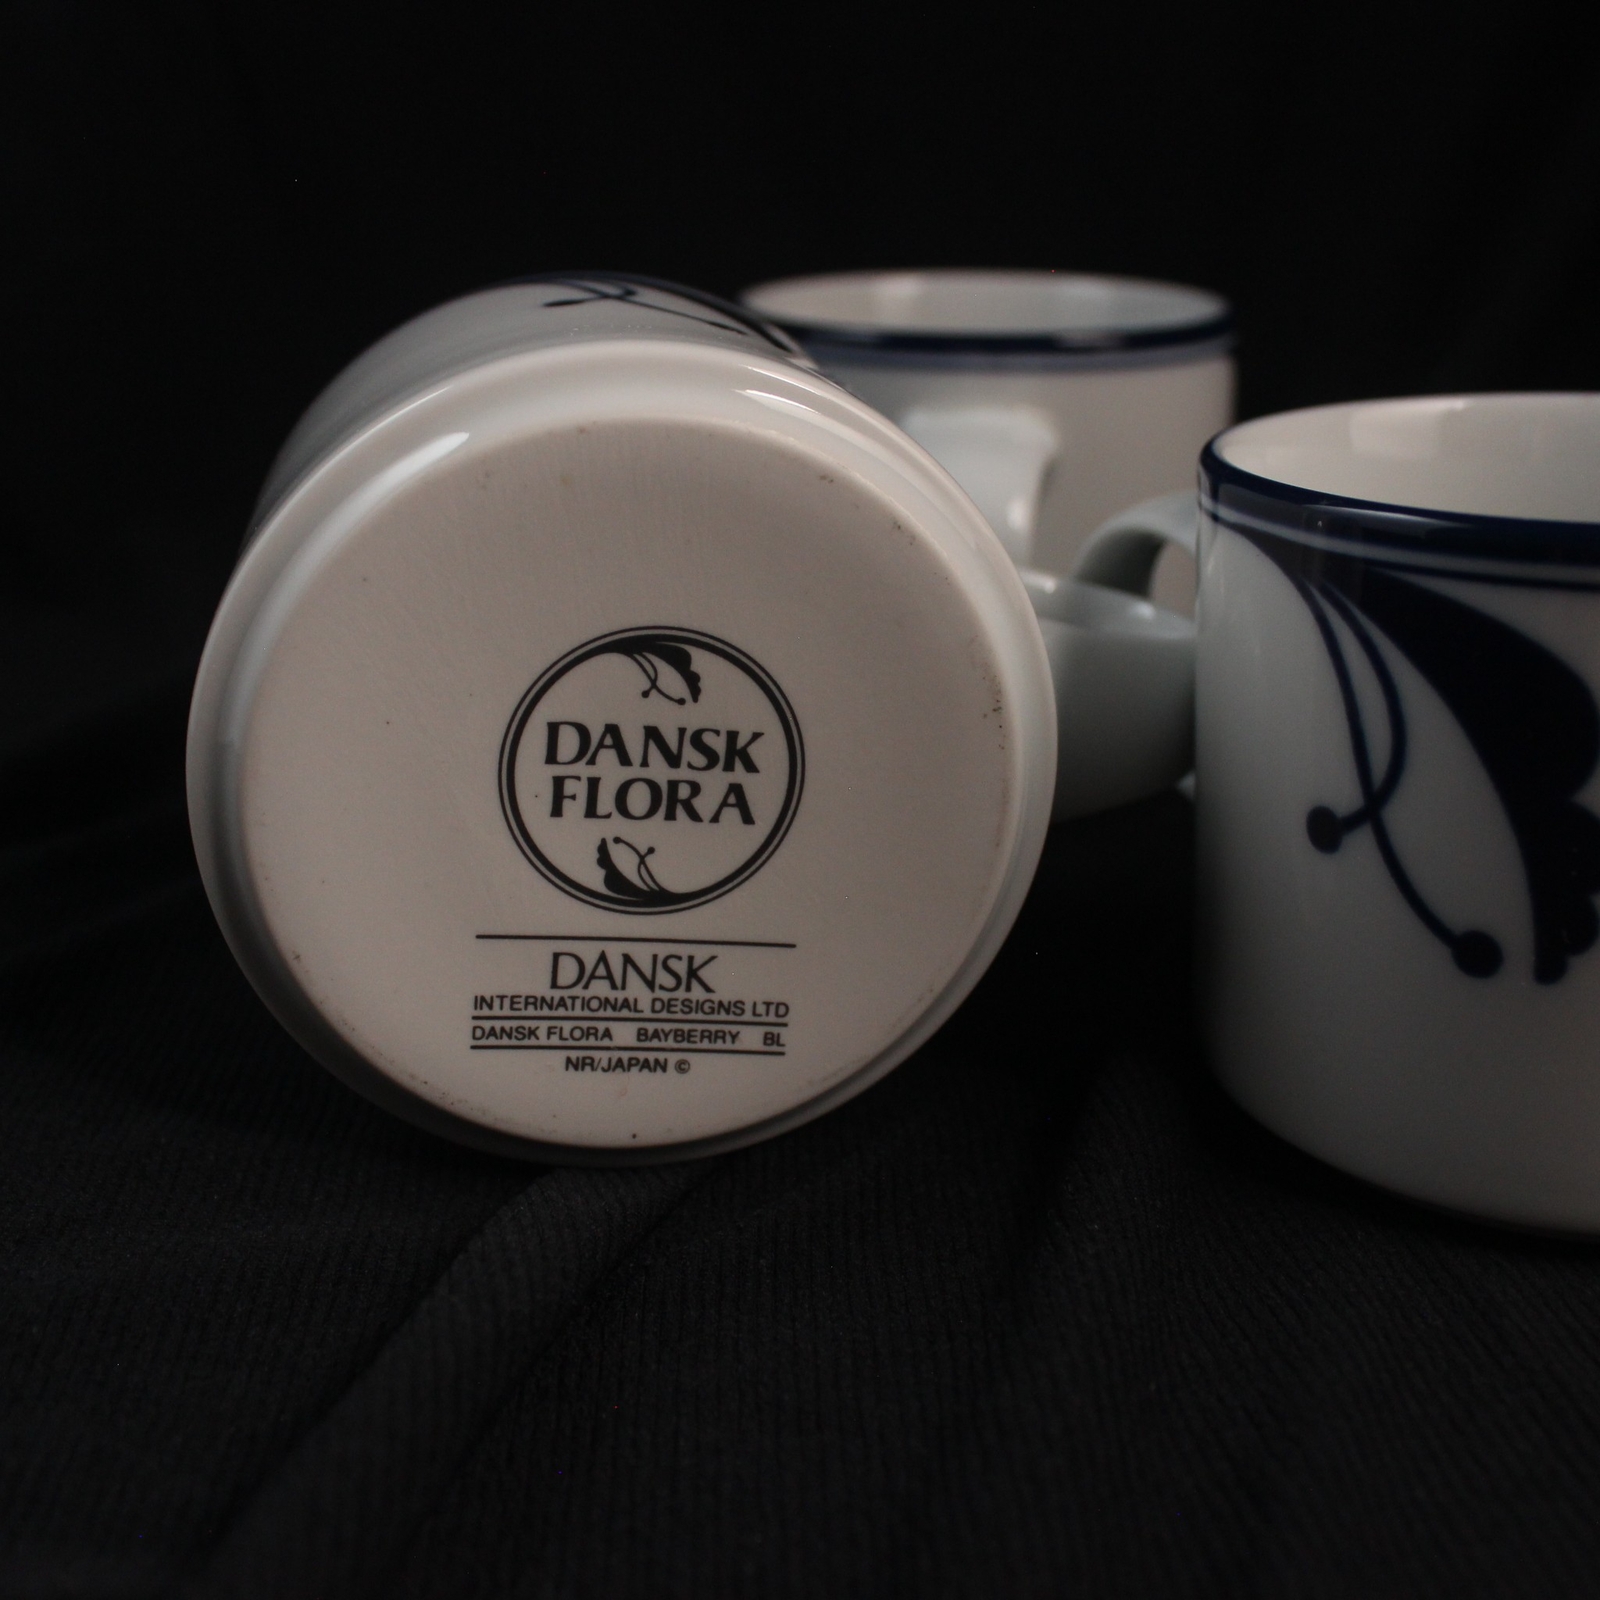 DANSK
FLORA
DANSK
INTERNATIONAL DESIGNS LTD
DANSK FLORA BAYBERRY BL
NR/JAPAN ©